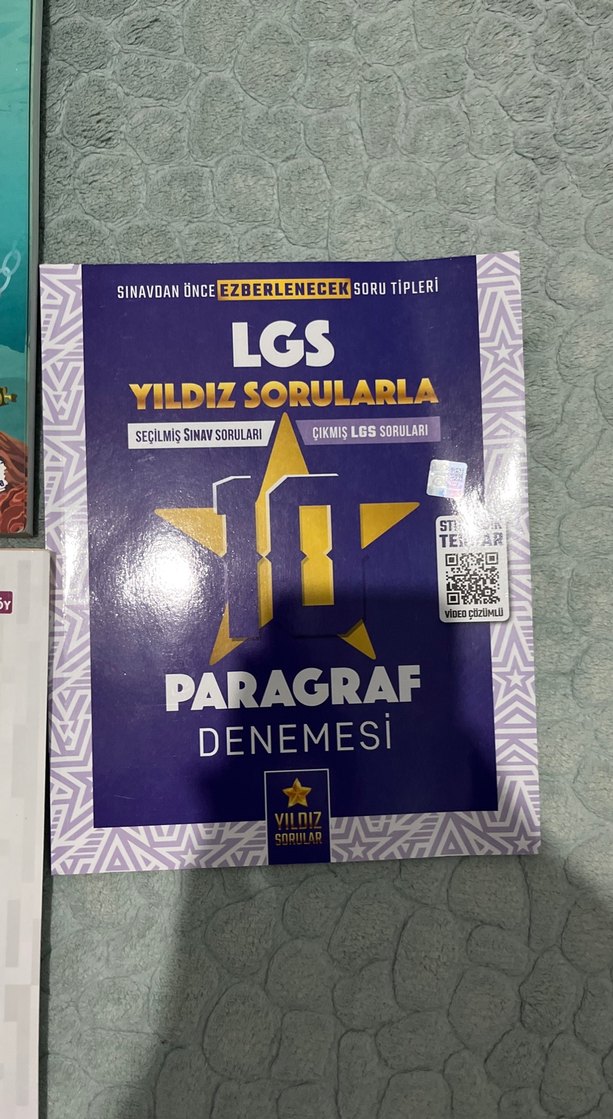 SINAVDAN ÖNCE EZBERLENECEK SORU TİPLERİ
LGS
YILDIZ SORULARLA
SEÇİLMİŞ SINAV SORULARI
ÇIKMIŞ LGS SORULARI
10
TEKRAR
VİDEO ÇÖZÜMLÜ
PARAGRAF
DENEMESİ
YILDIZ
SORULAR